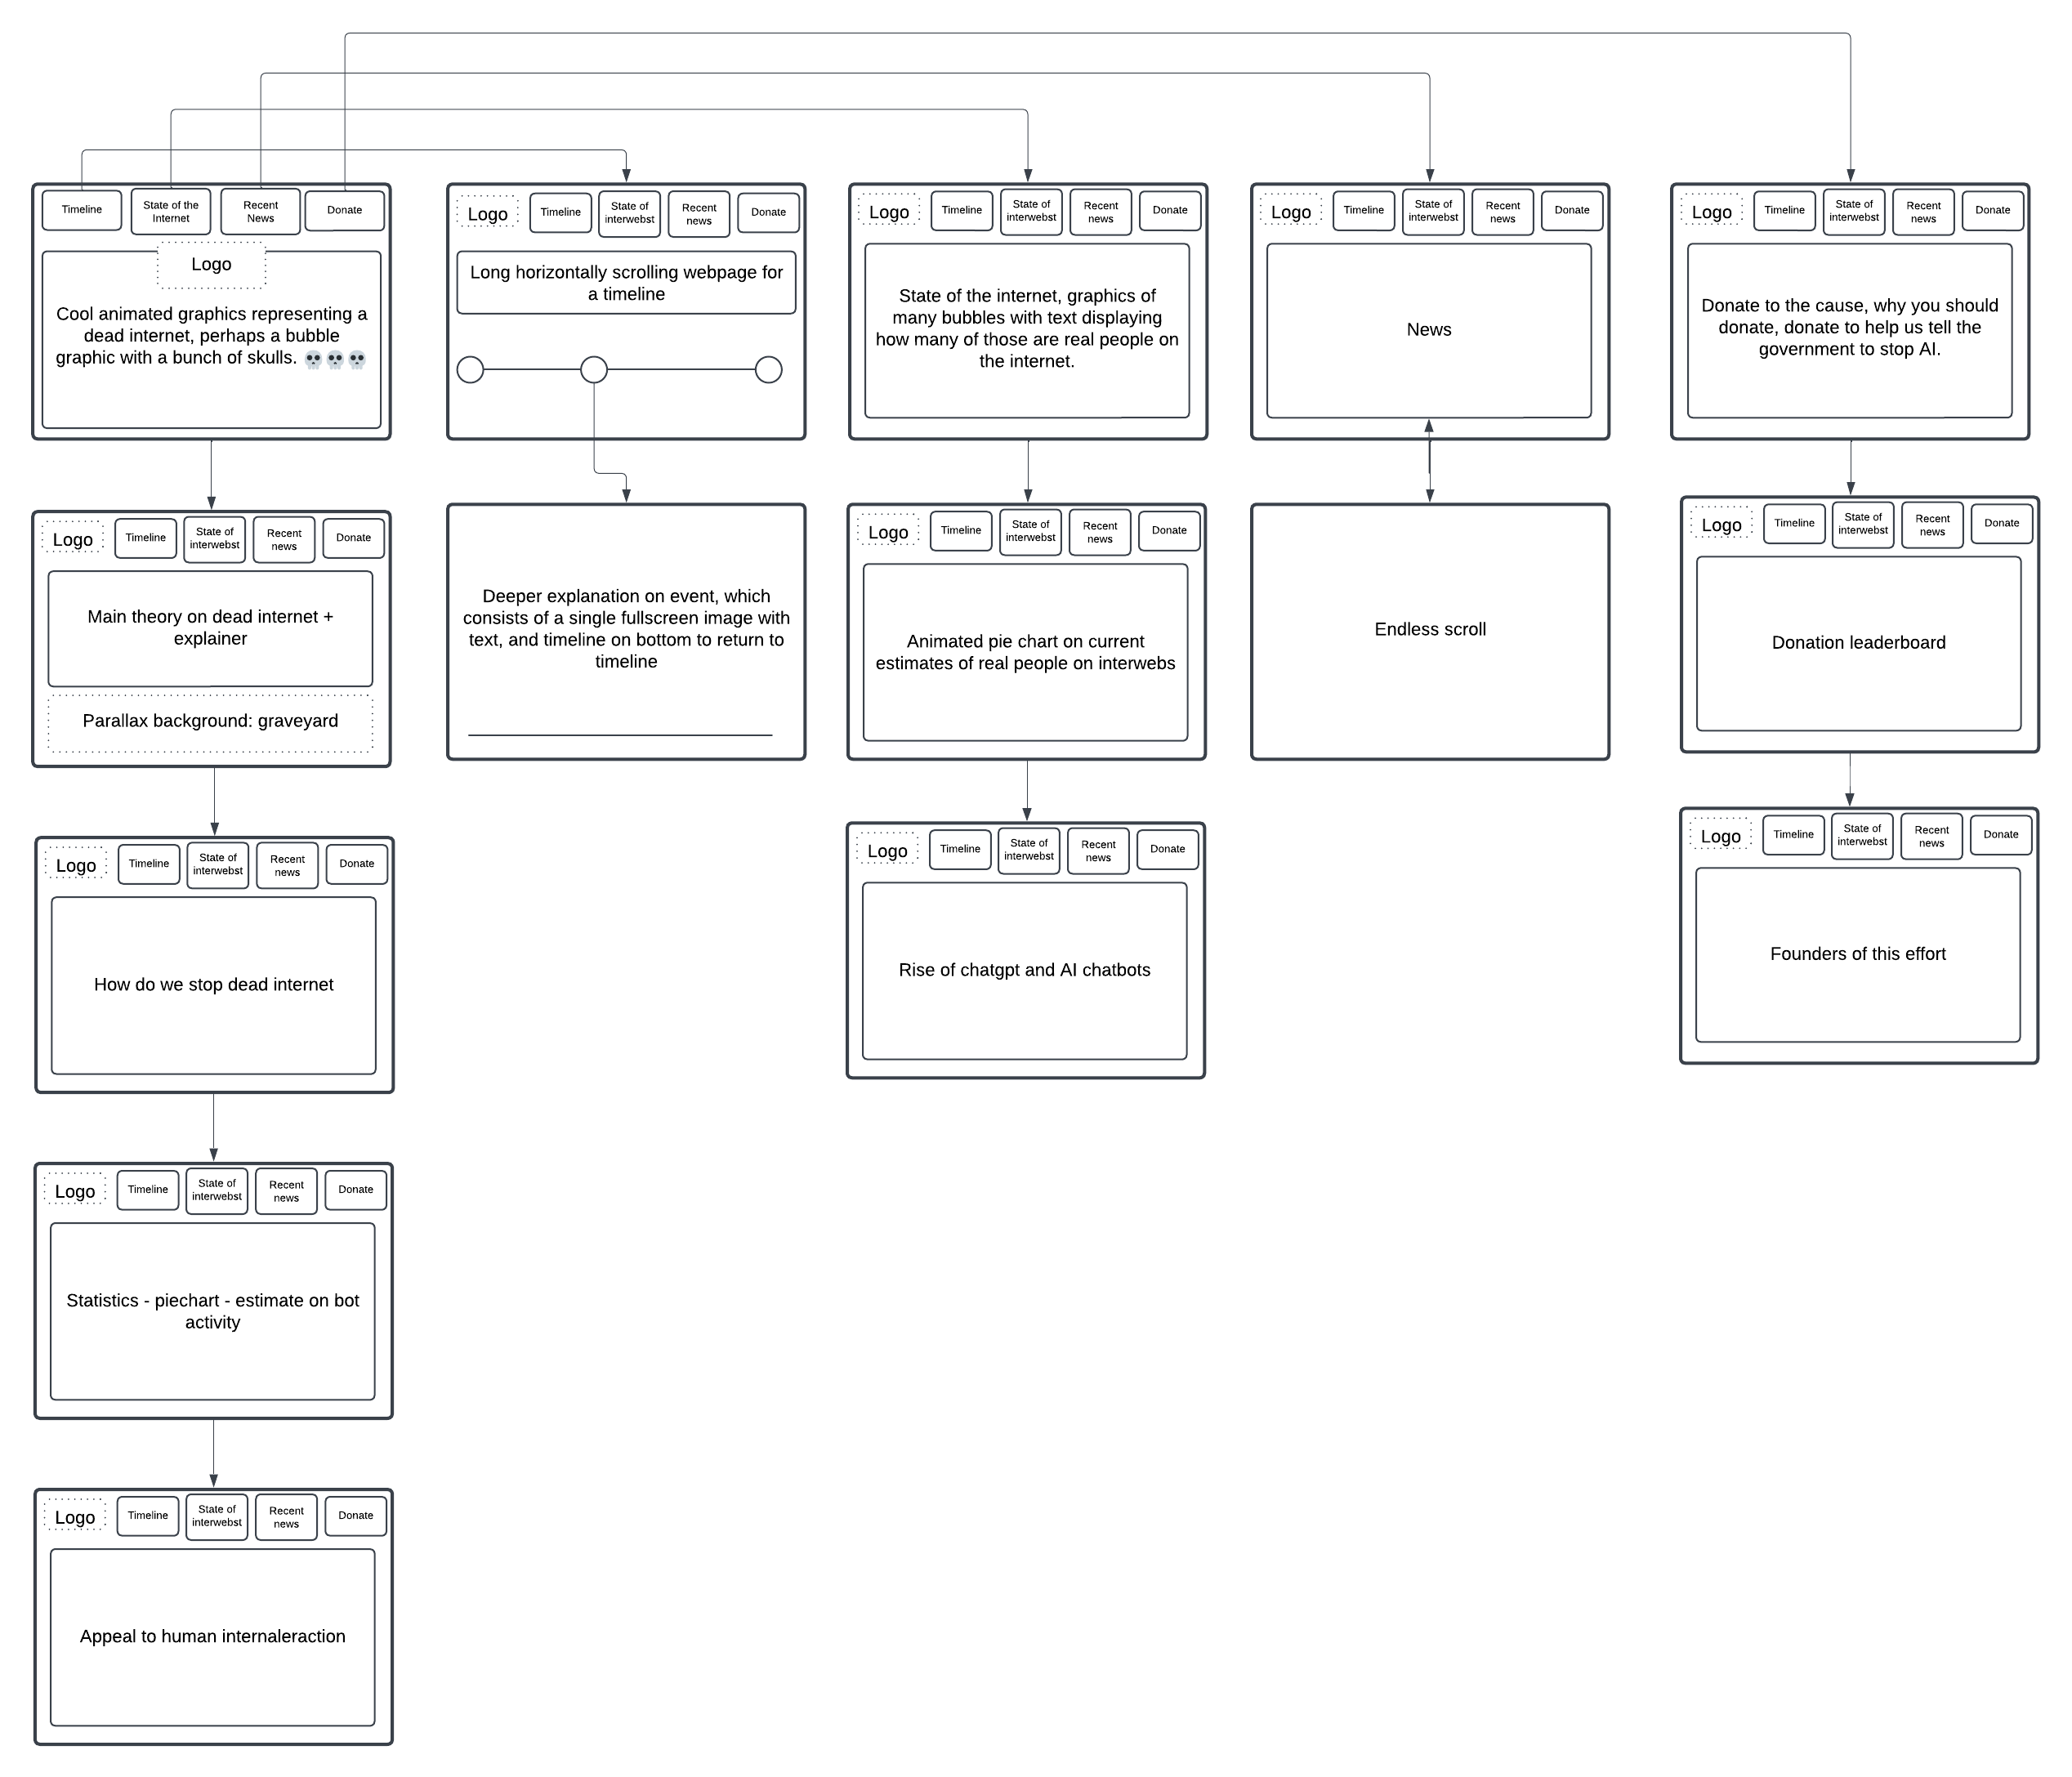 Timeline
State of the
Internet
Recent
News
Donate
Logo
Cool animated graphics representing a
dead internet, perhaps a bubble
graphic with a bunch of skulls. 💀💀💀
Logo
Timeline
State of
interwebst
Recent
news
Donate
Long horizontally scrolling webpage for
a timeline
Logo
Timeline
State of
interwebst
Recent
news
Donate
State of the internet, graphics of
many bubbles with text displaying
how many of those are real people on
the internet.
Logo
Timeline
State of
interwebst
Recent
news
Donate
News
Logo
Timeline
State of
interwebst
Recent
news
Donate
Donate to the cause, why you should
donate, donate to help us tell the
government to stop AI.
Logo
Timeline
State of
interwebst
Recent
news
Donate
Main theory on dead internet +
explainer
Parallax background: graveyard
Deeper explanation on event, which
consists of a single fullscreen image with
text, and timeline on bottom to return to
timeline
Logo
Timeline
State of
interwebst
Recent
news
Donate
Animated pie chart on current
estimates of real people on interwebs
Endless scroll
Logo
Timeline
State of
interwebst
Recent
news
Donate
Donation leaderboard
Logo
Timeline
State of
interwebst
Recent
news
Donate
How do we stop dead internet
Logo
Timeline
State of
interwebst
Recent
news
Donate
Rise of chatgpt and AI chatbots
Logo
Timeline
State of
interwebst
Recent
news
Donate
Founders of this effort
Logo
Timeline
State of
interwebst
Recent
news
Donate
Statistics - piechart - estimate on bot
activity
Logo
Timeline
State of
interwebst
Recent
news
Donate
Appeal to human internaleraction